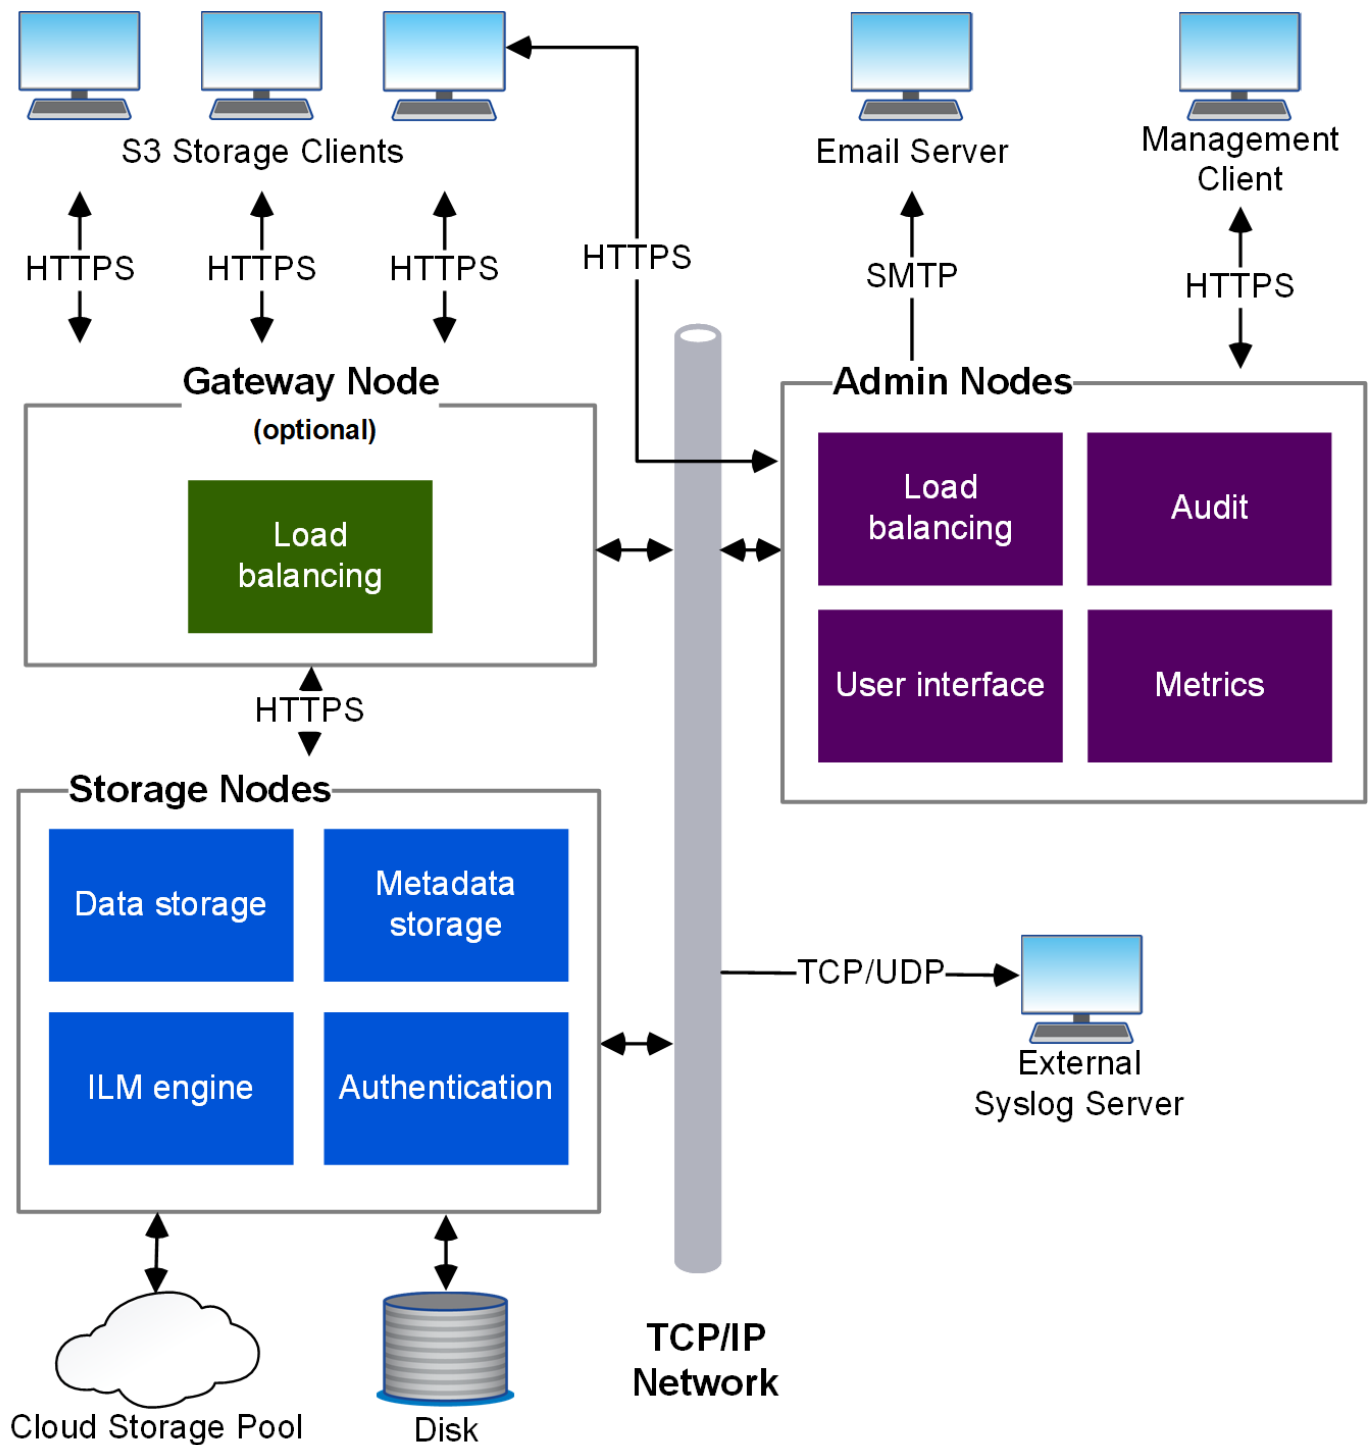 S3 Storage Clients
Email Server
Management
Client
HTTPS
HTTPS
HTTPS
HTTPS
SMTP
HTTPS
Gateway Node
(optional)
Load
balancing
Admin Nodes
Load
balancing
Audit
User interface
Metrics
HTTPS
Storage Nodes
Data storage
Metadata
storage
ILM engine
Authentication
TCP/UDP
External
Syslog Server
Cloud Storage Pool
Disk
TCP/IP
Network